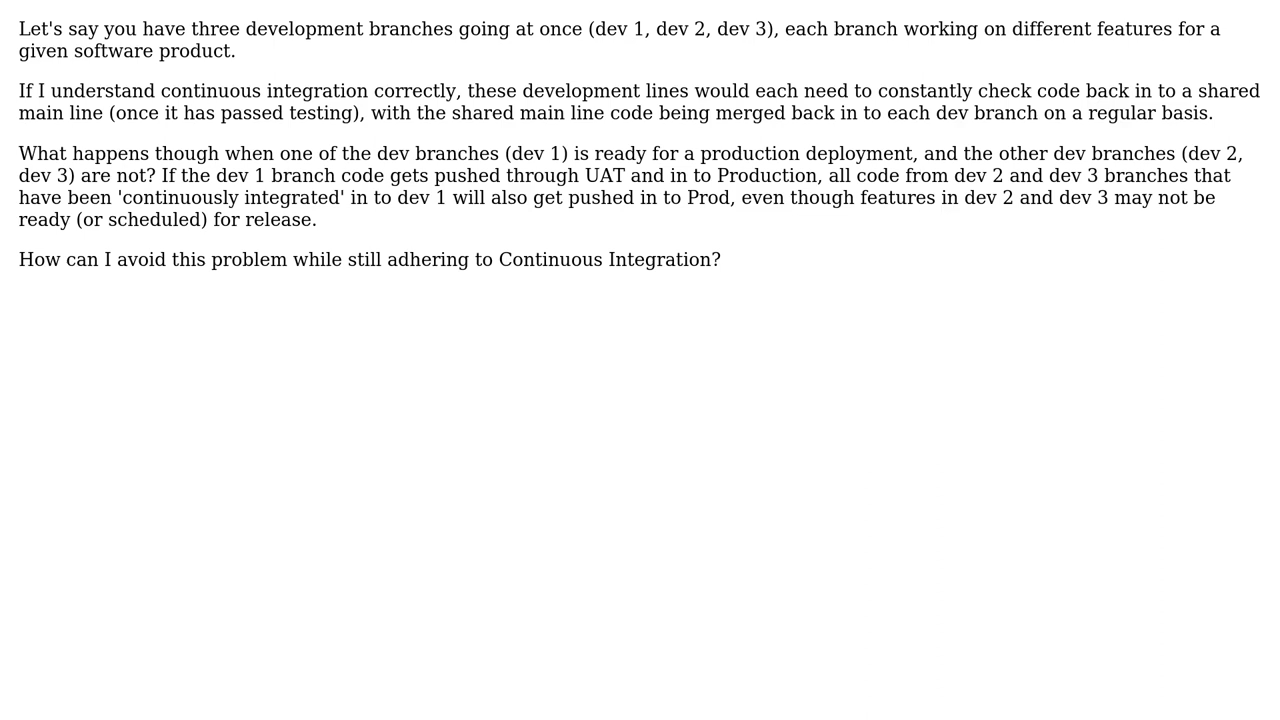 Let's say you have three development branches going at once (dev 1, dev 2, dev 3), each branch working on different features for a
given software product.
If I understand continuous integration correctly, these development lines would each need to constantly check code back in to a shared
main line (once it has passed testing), with the shared main line code being merged back in to each dev branch on a regular basis.
What happens though when one of the dev branches (dev 1) is ready for a production deployment, and the other dev branches (dev 2,
dev 3) are not? If the dev 1 branch code gets pushed through UAT and in to Production, all code from dev 2 and dev 3 branches that
have been 'continuously integrated' in to dev 1 will also get pushed in to Prod, even though features in dev 2 and dev 3 may not be
ready (or scheduled) for release.
How can I avoid this problem while still adhering to Continuous Integration?